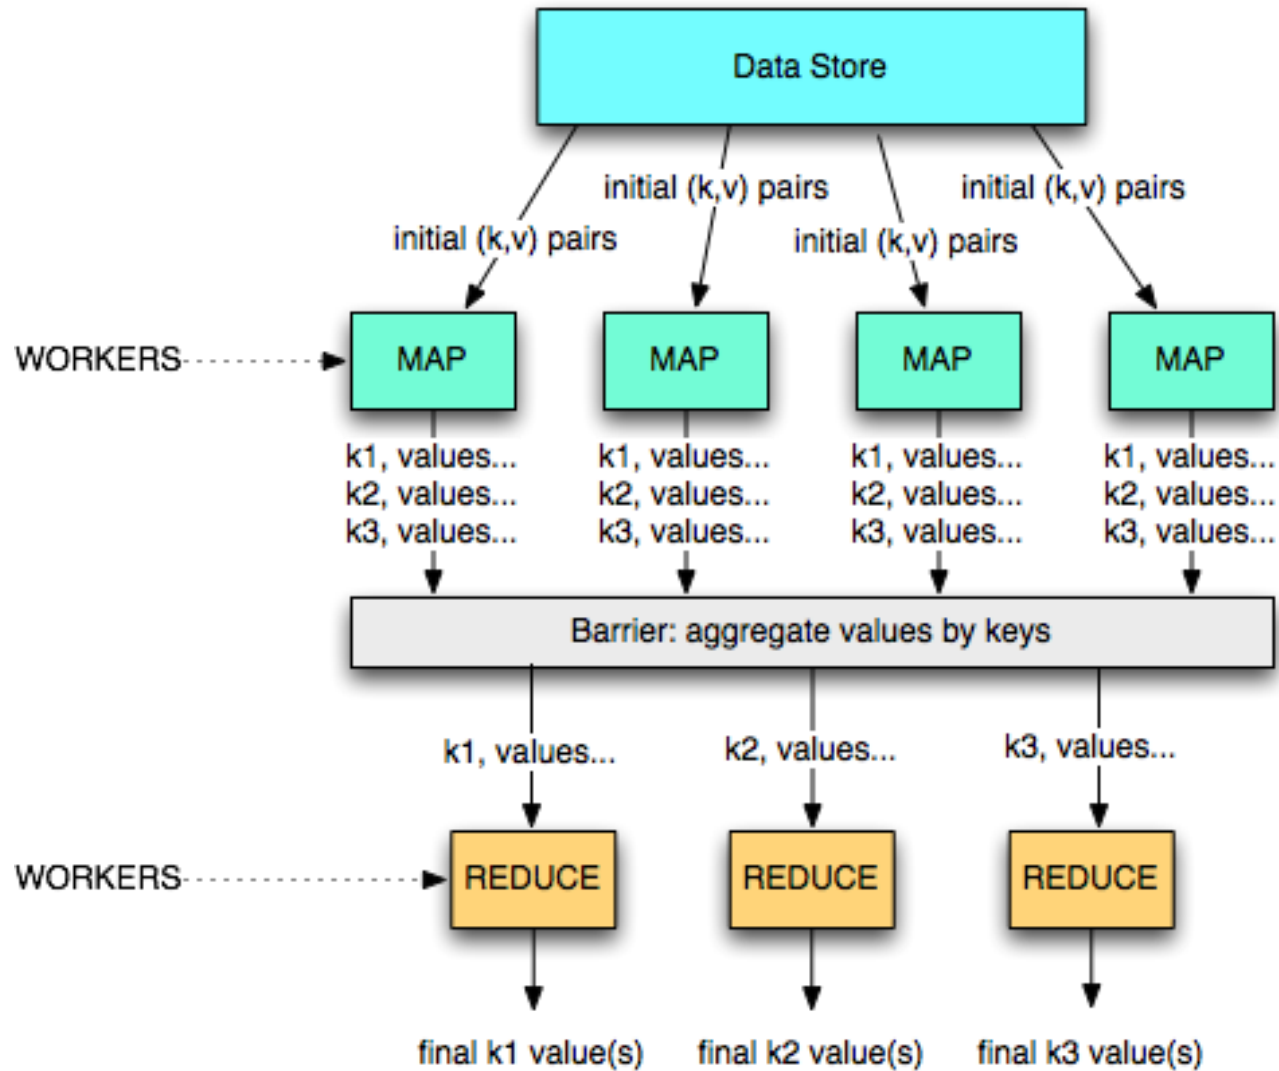 Data Store
initial (k,v) pairs
initial (k,v) pairs
initial (k,v) pairs
initial (k,v) pairs
WORKERS
MAP
MAP
MAP
MAP
k1, values...
k2, values...
k3, values...
k1, values...
k2, values...
k3, values...
k1, values...
k2, values...
k3, values...
k1, values...
k2, values...
k3, values...
Barrier: aggregate values by keys
k1, values...
k2, values...
k3, values...
WORKERS
REDUCE
REDUCE
REDUCE
final k1 value(s)
final k2 value(s)
final k3 value(s)